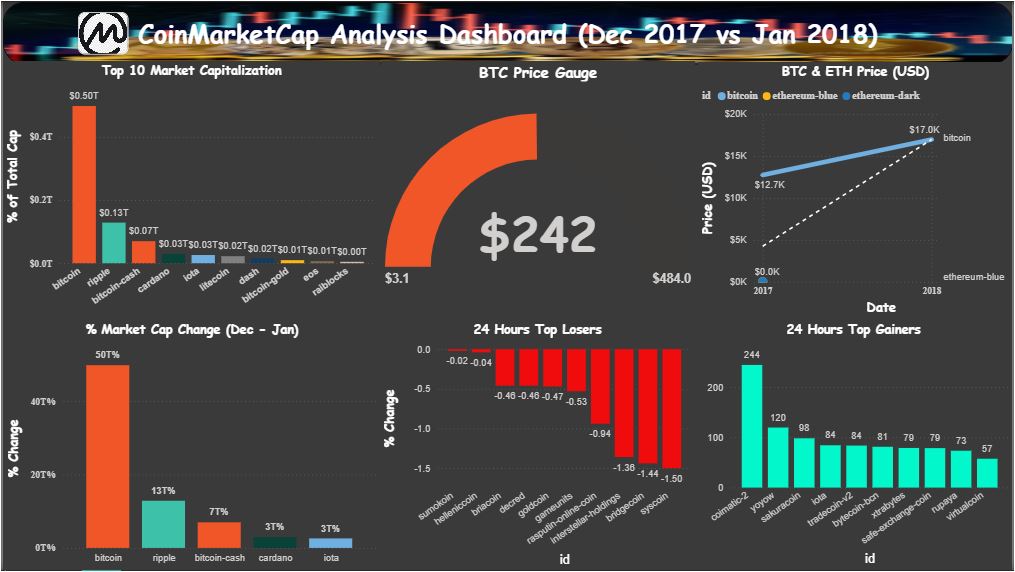 CoinMarketCap Analysis Dashboard (Dec 2017 vs Jan 2018)
Top 10 Market Capitalization
% of Total Cap
$0.4T
$0.2T
$0.0T
$0.50T
$0.13T
$0.07T
$0.03T
$0.03T
$0.02T
$0.02T
$0.01T
$0.01T
$0.00T
bitcoin
ripple
bitcoin-cash
cardano
iota
litecoin
dash
bitcoin-gold
eos
raiblocks
BTC Price Gauge
$242
$3.1
$484.0
BTC & ETH Price (USD)
id bitcoin ethereum-blue ethereum-dark
Price (USD)
$20K
$15K
$10K
$5K
$0K
$17.0K
bitcoin
$12.7K
$0.0K
ethereum-blue
2017
2018
Date
% Market Cap Change (Dec - Jan)
% Change
40T%
20T%
0T%
50T%
13T%
7T%
3T%
3T%
bitcoin
ripple
bitcoin-cash
cardano
iota
24 Hours Top Losers
% Change
0.0
-0.5
-1.0
-1.5
-0.02
-0.04
-0.46
-0.46
-0.47
-0.53
-0.94
-1.36
-1.44
-1.50
sumokoin
helleniccoin
briacoin
decred
goldcoin
gameunits
rasputin-online-coin
interstellar-holdings
bridgecoin
syscoin
id
24 Hours Top Gainers
200
100
0
244
120
98
84
84
81
79
79
73
57
coimatic-2
yoyow
sakuracoin
iota
tradecoin-v2
bytecoin-bcn
xtrabytes
safe-exchange-coin
rupaya
virtualcoin
id